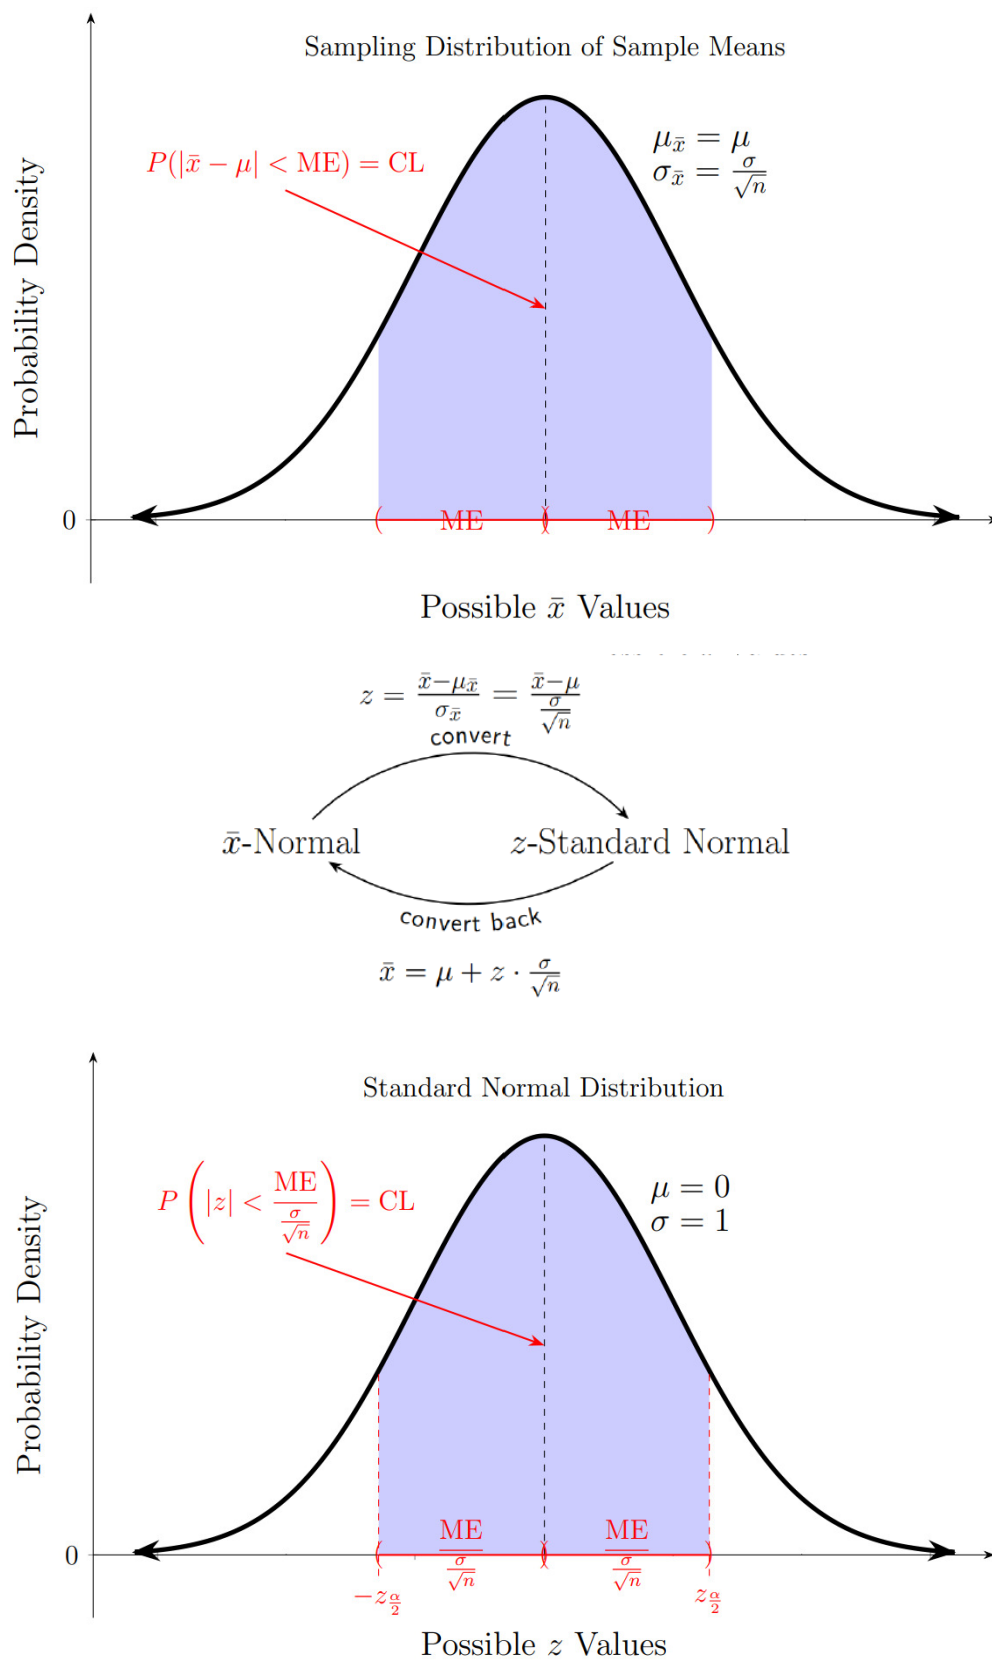 Sampling Distribution of Sample Means
P(|x̄ − μ| < ME) = CL
μ_x̄ = μ
σ_x̄ = σ/√n
Probability Density
0
ME ME
Possible x̄ Values
z = (x̄−μ_x̄)/σ_x̄ = (x̄−μ)/(σ/√n)
convert
x̄-Normal z-Standard Normal
convert back
x̄ = μ + z · σ/√n
Standard Normal Distribution
P(|z| < ME/(σ/√n)) = CL
μ = 0
σ = 1
Probability Density
0
ME/(σ/√n) ME/(σ/√n)
−z_(α/2) z_(α/2)
Possible z Values